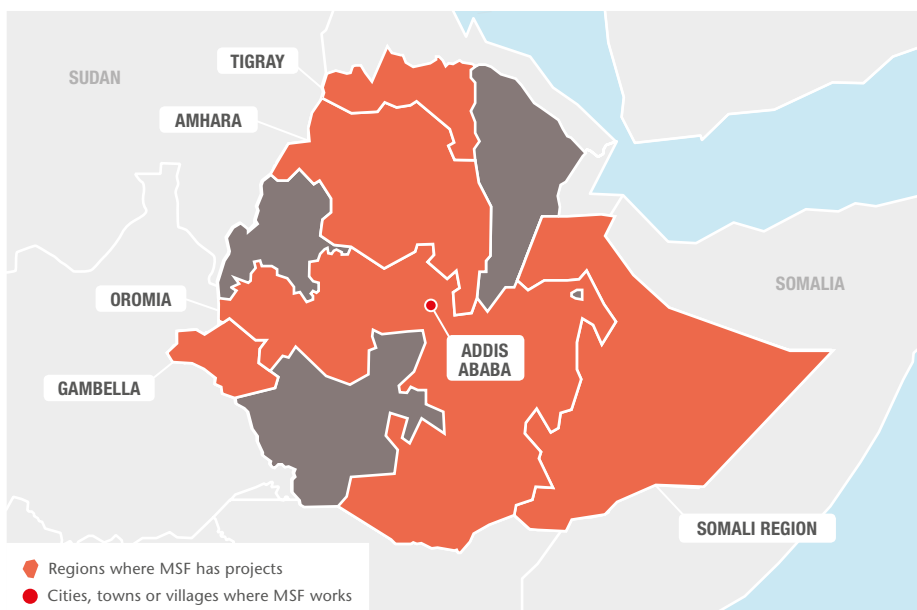 TIGRAY
SUDAN
AMHARA
SOMALIA
OROMIA
ADDIS
ABABA
GAMBELLA
SOMALI REGION
Regions where MSF has projects
Cities, towns or villages where MSF works